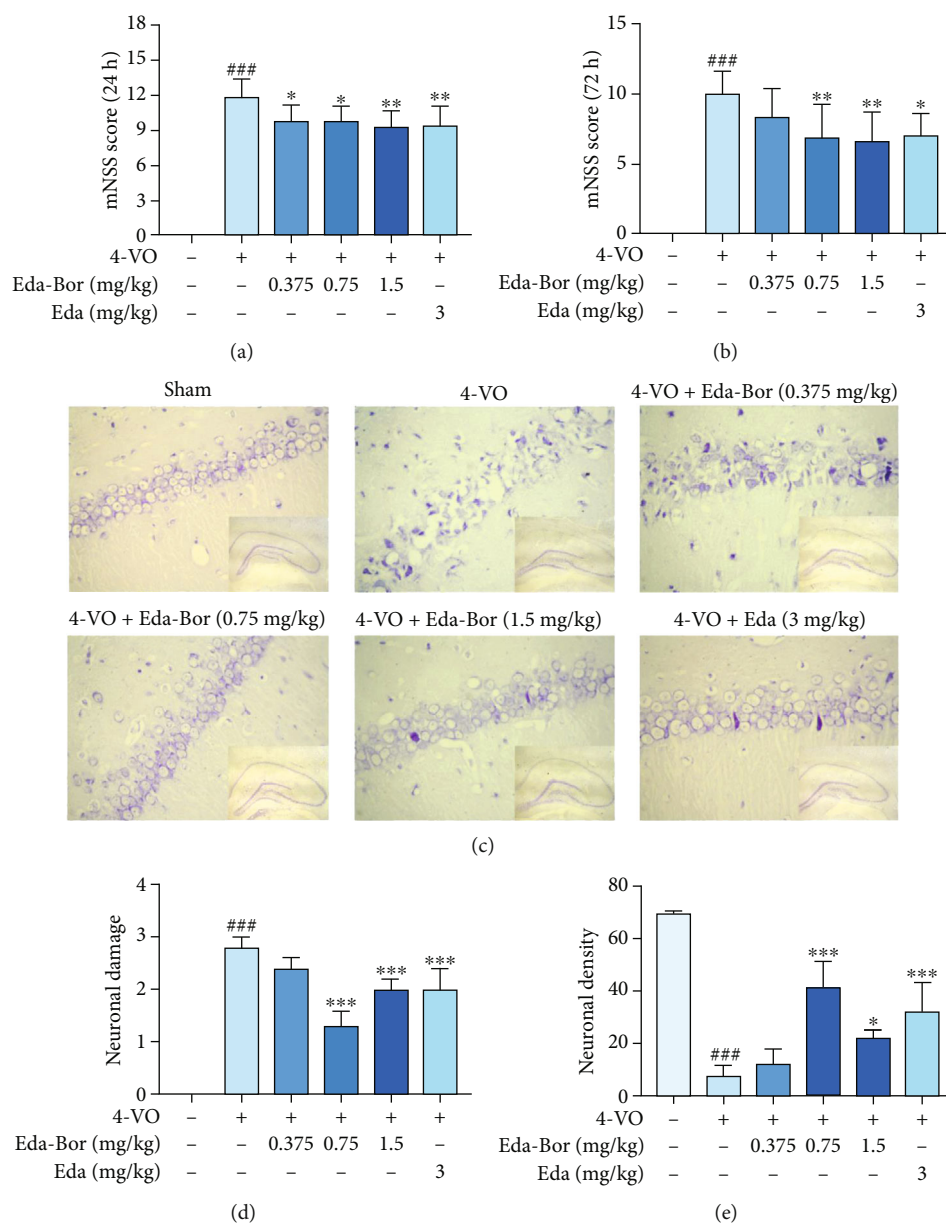 mNSS score (24 h)
18
15
12
9
6
3
0
###
*
*
**
**
4-VO – + + + + +
Eda-Bor (mg/kg) – – 0.375 0.75 1.5 –
Eda (mg/kg) – – – – – 3
(a)
mNSS score (72 h)
15
10
5
0
###
**
**
*
4-VO – + + + + +
Eda-Bor (mg/kg) – – 0.375 0.75 1.5 –
Eda (mg/kg) – – – – – 3
(b)
Sham
4-VO
4-VO + Eda-Bor (0.375 mg/kg)
4-VO + Eda-Bor (0.75 mg/kg)
4-VO + Eda-Bor (1.5 mg/kg)
4-VO + Eda (3 mg/kg)
(c)
Neuronal damage
4
3
2
1
0
###
***
***
***
4-VO – + + + + +
Eda-Bor (mg/kg) – – 0.375 0.75 1.5 –
Eda (mg/kg) – – – – – 3
(d)
Neuronal density
80
60
40
20
0
###
***
*
***
4-VO – + + + + +
Eda-Bor (mg/kg) – – 0.375 0.75 1.5 –
Eda (mg/kg) – – – – – 3
(e)